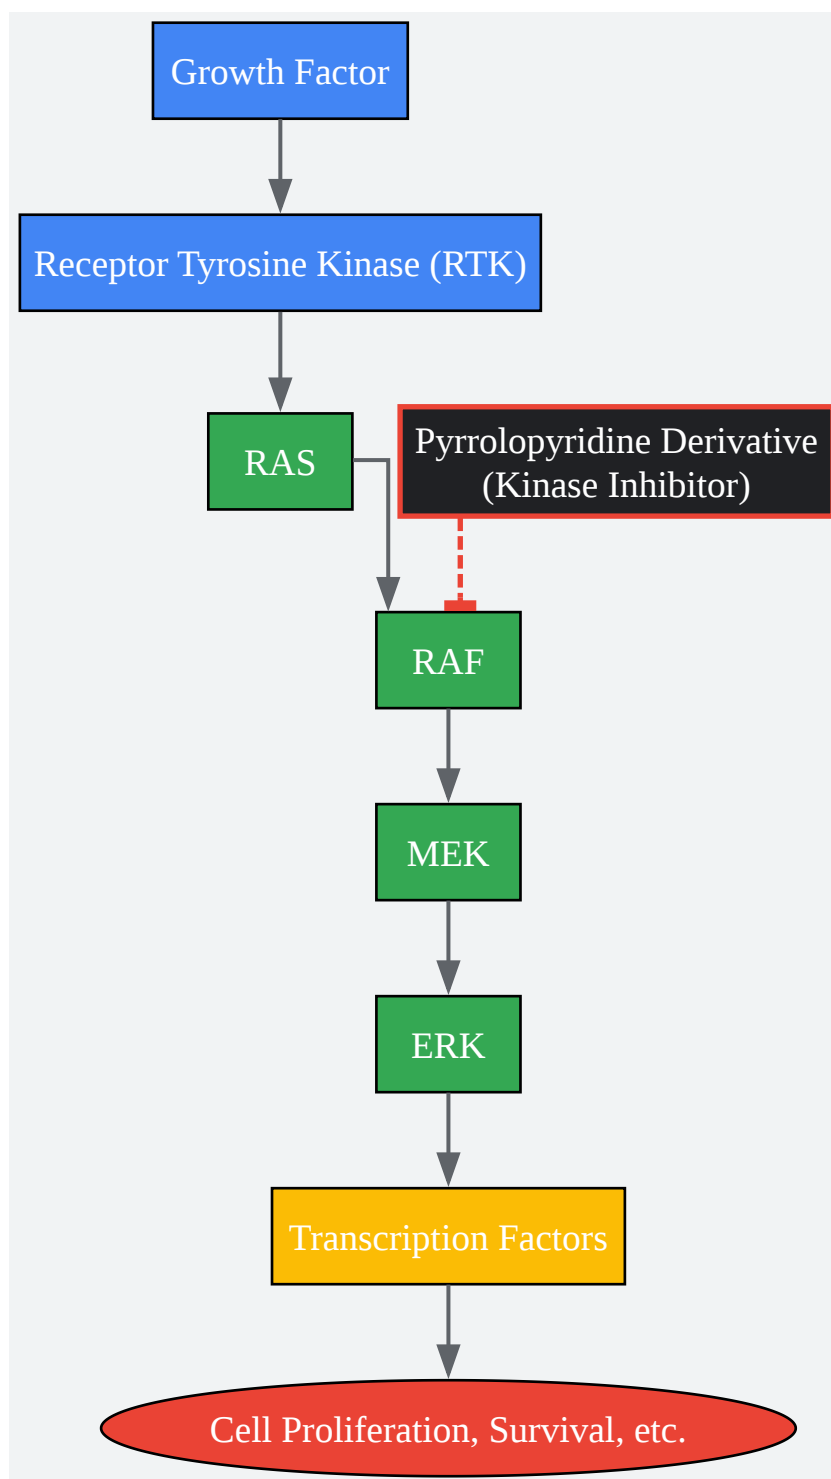 Growth Factor
Receptor Tyrosine Kinase (RTK)
RAS
Pyrrolopyridine Derivative
(Kinase Inhibitor)
RAF
MEK
ERK
Transcription Factors
Cell Proliferation, Survival, etc.